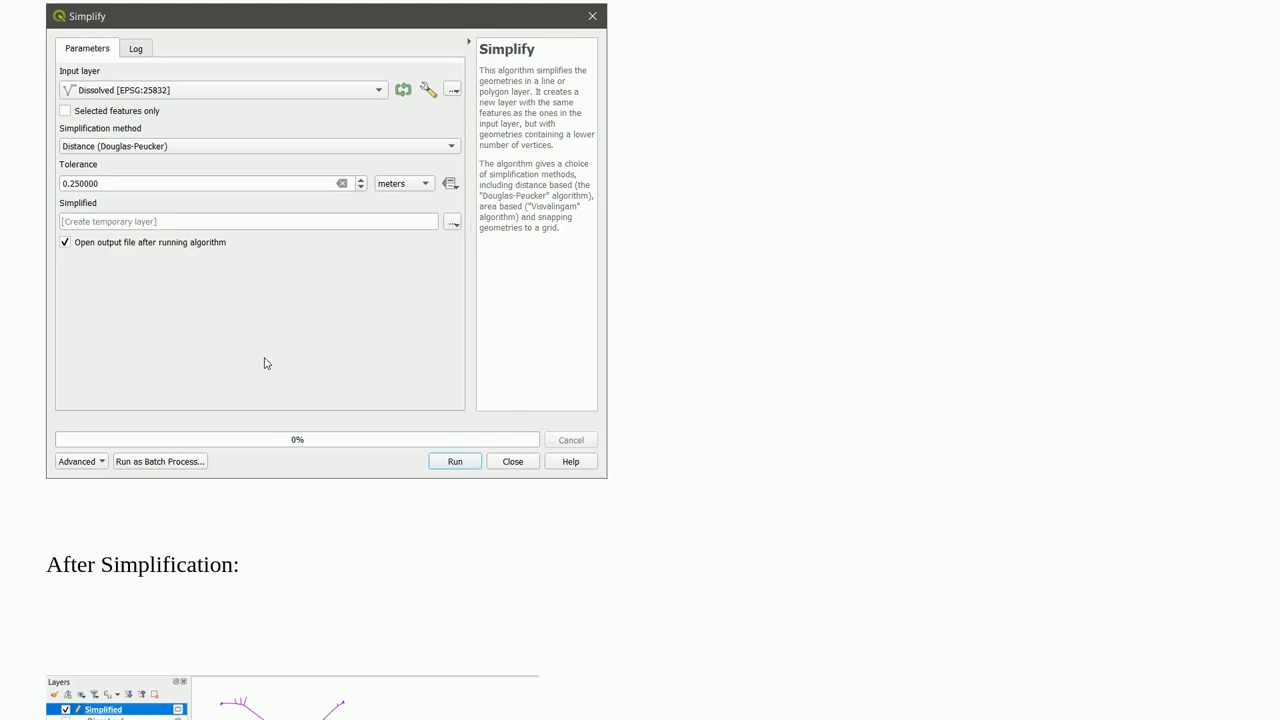 Simplify
Parameters
Log
Input layer
Dissolved [EPSG:25832]
Selected features only
Simplification method
Distance (Douglas-Peucker)
Tolerance
0.250000
meters
Simplified
[Create temporary layer]
Open output file after running algorithm
Simplify
This algorithm simplifies the
geometries in a line or
polygon layer. It creates a
new layer with the same
features as the ones in the
input layer, but with
geometries containing a lower
number of vertices.
The algorithm gives a choice
of simplification methods,
including distance based (the
"Douglas-Peucker" algorithm),
area based ("Visvalingam"
algorithm) and snapping
geometries to a grid.
0%
Cancel
Advanced
Run as Batch Process...
Run
Close
Help
After Simplification:
Layers
Simplified